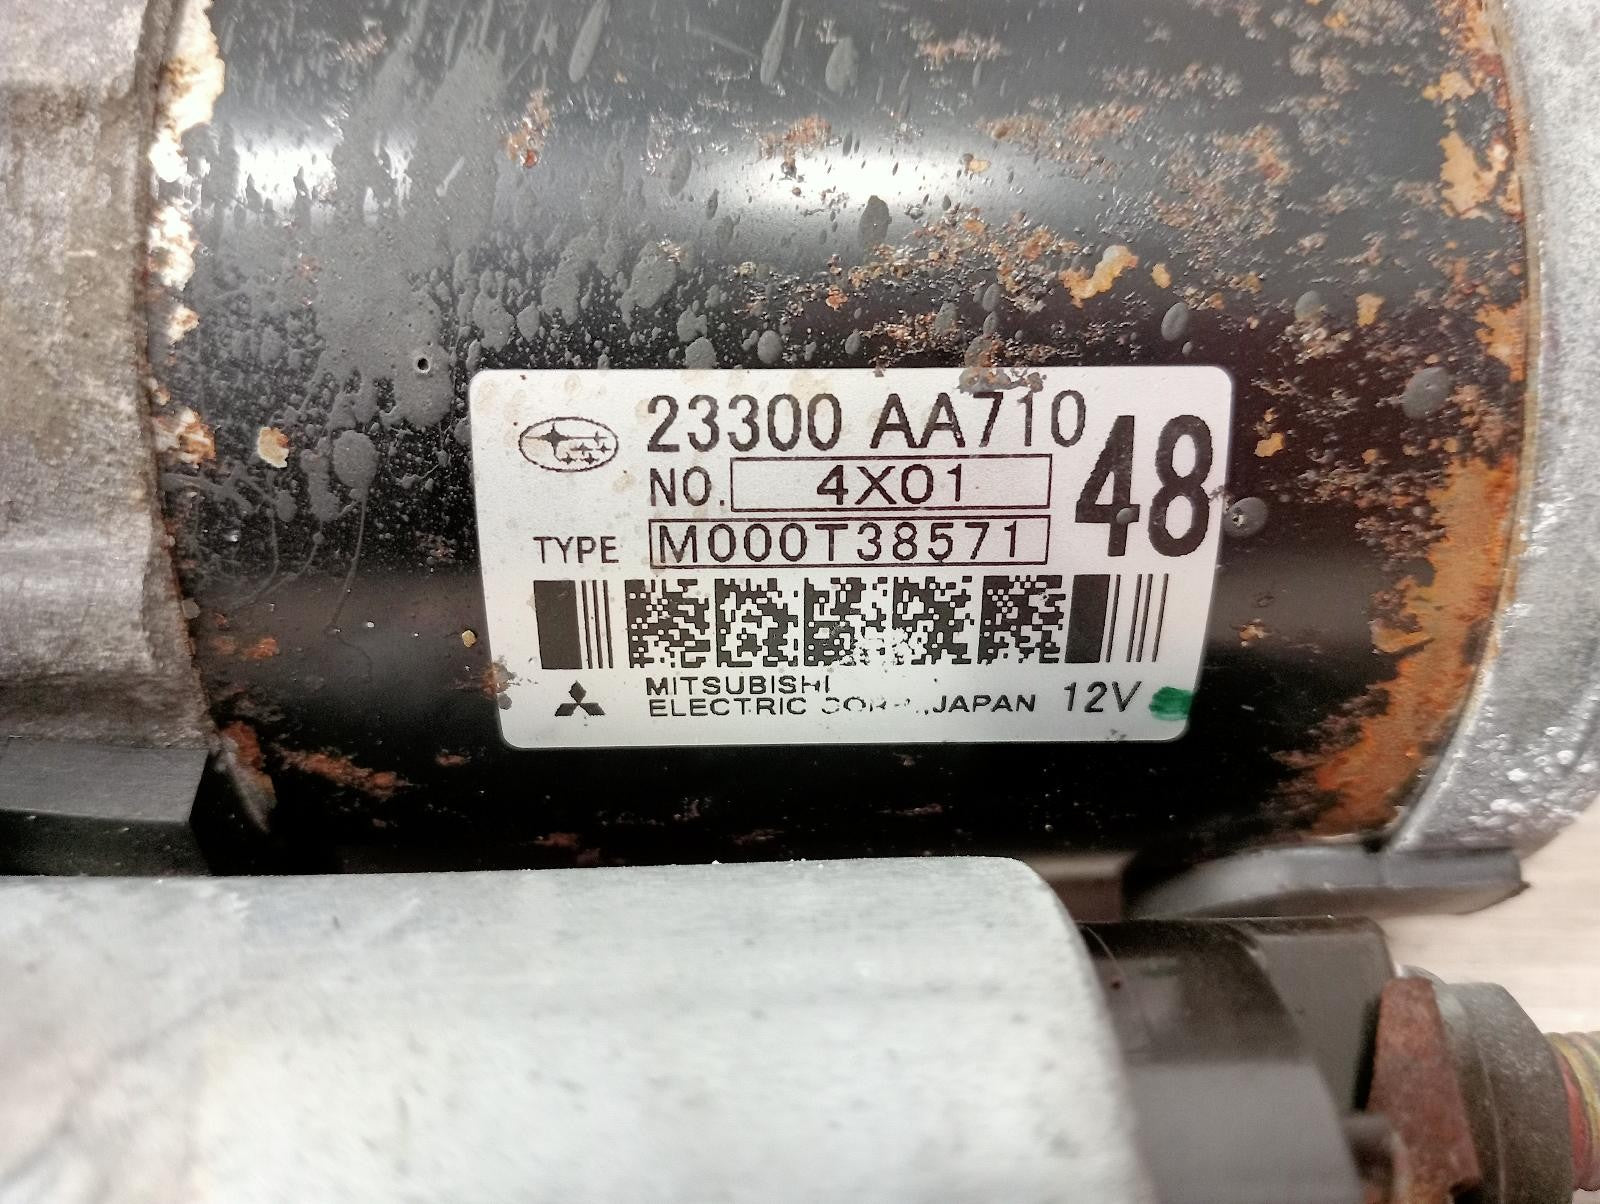 23300 AA710
48
NO. 4X01
TYPE M000T38571
MITSUBISHI
ELECTRIC JAPAN 12V